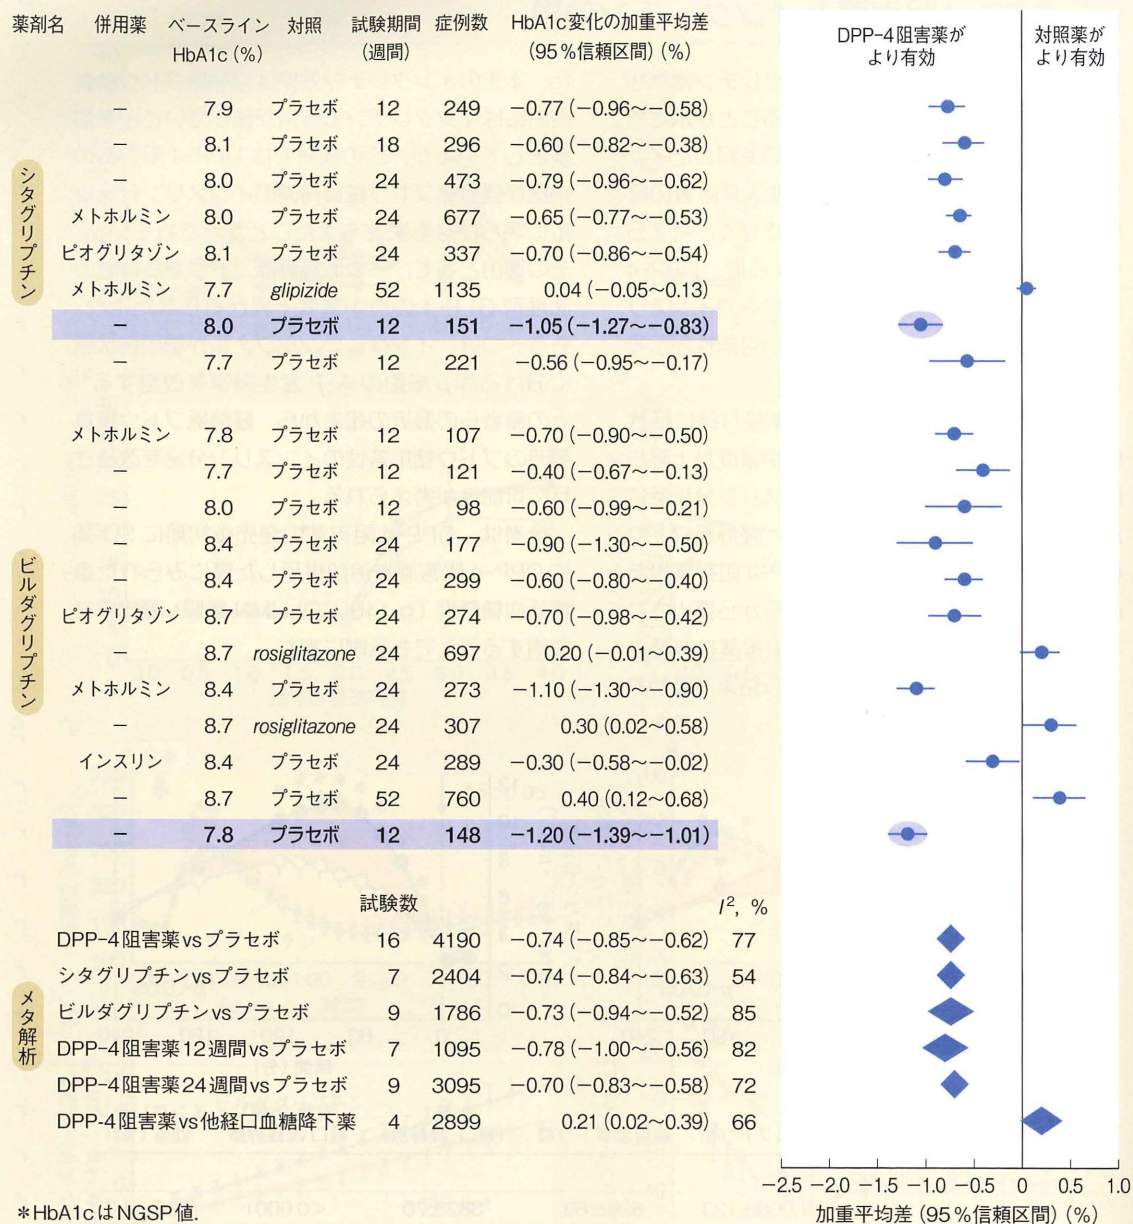 薬剤名 併用薬 ベースライン 対照 試験期間 症例数 HbA1c変化の加重平均差
HbA1c(%) (週間) (95%信頼区間)(%)
DPP-4阻害薬が 対照薬が
より有効 より有効
シタグリプチン
− 7.9 プラセボ 12 249 −0.77(−0.96〜−0.58)
− 8.1 プラセボ 18 296 −0.60(−0.82〜−0.38)
− 8.0 プラセボ 24 473 −0.79(−0.96〜−0.62)
メトホルミン 8.0 プラセボ 24 677 −0.65(−0.77〜−0.53)
ピオグリタゾン 8.1 プラセボ 24 337 −0.70(−0.86〜−0.54)
メトホルミン 7.7 glipizide 52 1135 0.04(−0.05〜0.13)
− 8.0 プラセボ 12 151 −1.05(−1.27〜−0.83)
− 7.7 プラセボ 12 221 −0.56(−0.95〜−0.17)
ビルダグリプチン
メトホルミン 7.8 プラセボ 12 107 −0.70(−0.90〜−0.50)
− 7.7 プラセボ 12 121 −0.40(−0.67〜−0.13)
− 8.0 プラセボ 12 98 −0.60(−0.99〜−0.21)
− 8.4 プラセボ 24 177 −0.90(−1.30〜−0.50)
− 8.4 プラセボ 24 299 −0.60(−0.80〜−0.40)
ピオグリタゾン 8.7 プラセボ 24 274 −0.70(−0.98〜−0.42)
− 8.7 rosiglitazone 24 697 0.20(−0.01〜0.39)
メトホルミン 8.4 プラセボ 24 273 −1.10(−1.30〜−0.90)
− 8.7 rosiglitazone 24 307 0.30(0.02〜0.58)
インスリン 8.4 プラセボ 24 289 −0.30(−0.58〜−0.02)
− 8.7 プラセボ 52 760 0.40(0.12〜0.68)
− 7.8 プラセボ 12 148 −1.20(−1.39〜−1.01)
試験数 I², %
メタ解析
DPP-4阻害薬vsプラセボ 16 4190 −0.74(−0.85〜−0.62) 77
シタグリプチンvsプラセボ 7 2404 −0.74(−0.84〜−0.63) 54
ビルダグリプチンvsプラセボ 9 1786 −0.73(−0.94〜−0.52) 85
DPP-4阻害薬12週間vsプラセボ 7 1095 −0.78(−1.00〜−0.56) 82
DPP-4阻害薬24週間vsプラセボ 9 3095 −0.70(−0.83〜−0.58) 72
DPP-4阻害薬vs他経口血糖降下薬 4 2899 0.21(0.02〜0.39) 66
−2.5 −2.0 −1.5 −1.0 −0.5 0 0.5 1.0
加重平均差(95%信頼区間)(%)
*HbA1cはNGSP値.